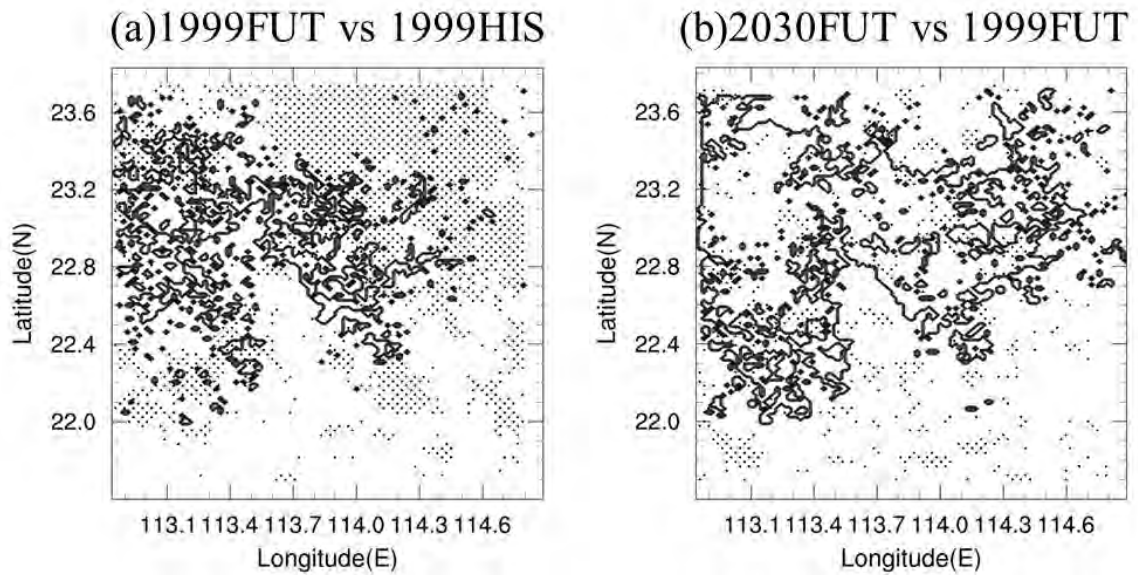 (a)1999FUT vs 1999HIS
(b)2030FUT vs 1999FUT
23.6
23.2
22.8
22.4
22.0
Latitude(N)
113.1 113.4 113.7 114.0 114.3 114.6
Longitude(E)
23.6
23.2
22.8
22.4
22.0
Latitude(N)
113.1 113.4 113.7 114.0 114.3 114.6
Longitude(E)